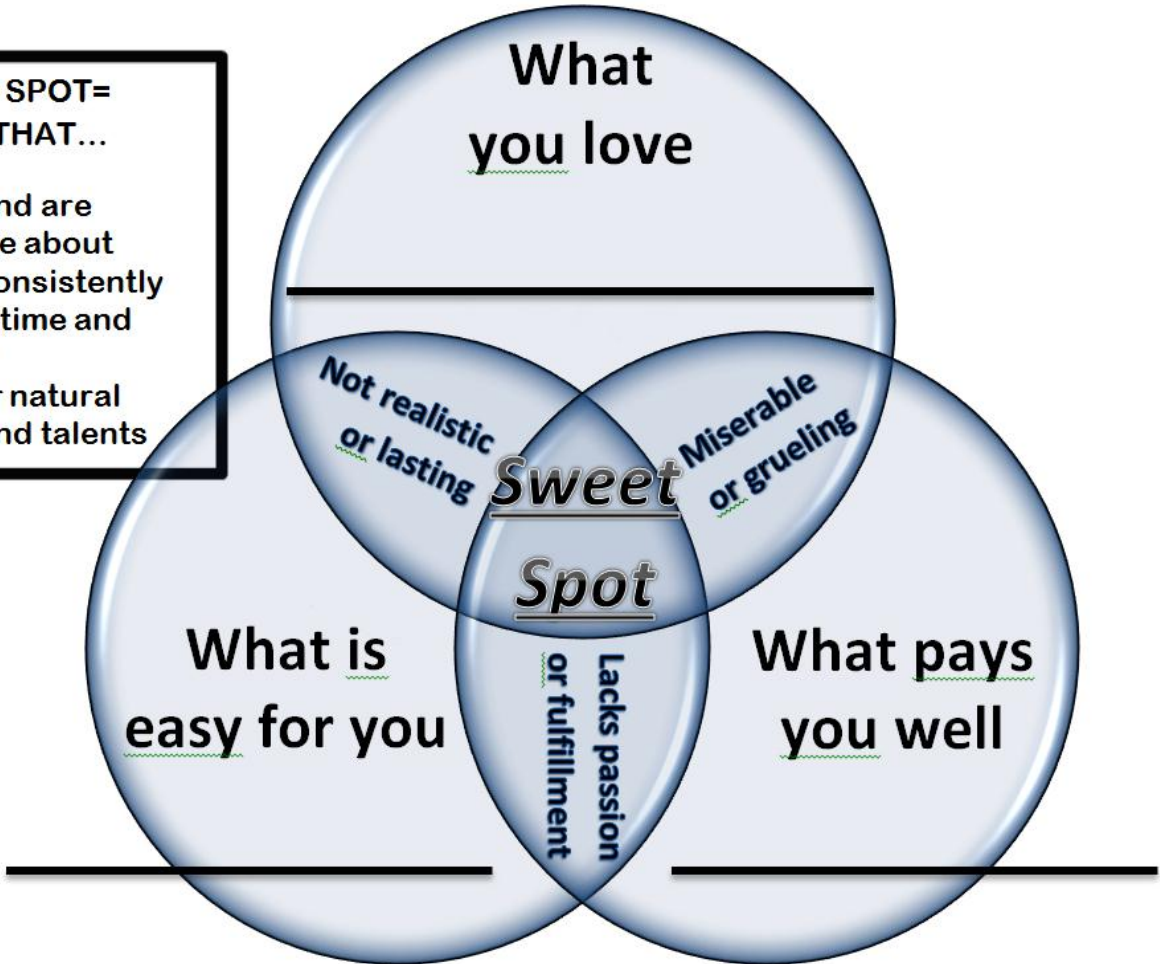 SPOT=
THAT...
nd are
e about
onsistently
time and
r natural
nd talents
What
you love
Not realistic
or lasting
Miserable
or grueling
Sweet
Spot
What is
easy for you
Lacks passion
or fulfillment
What pays
you well